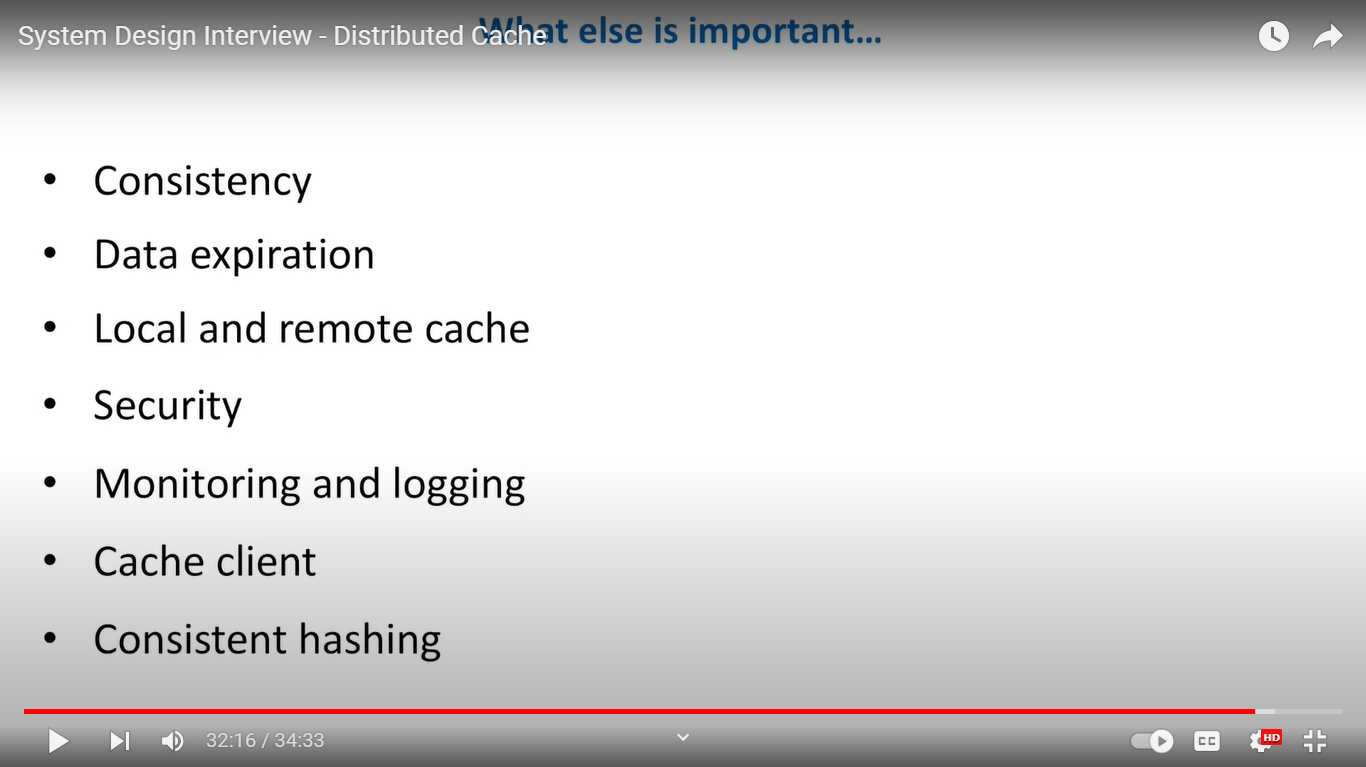 System Design Interview - Distributed Cache
What else is important...
• Consistency
• Data expiration
• Local and remote cache
• Security
• Monitoring and logging
• Cache client
• Consistent hashing
32:16 / 34:33
CC
HD